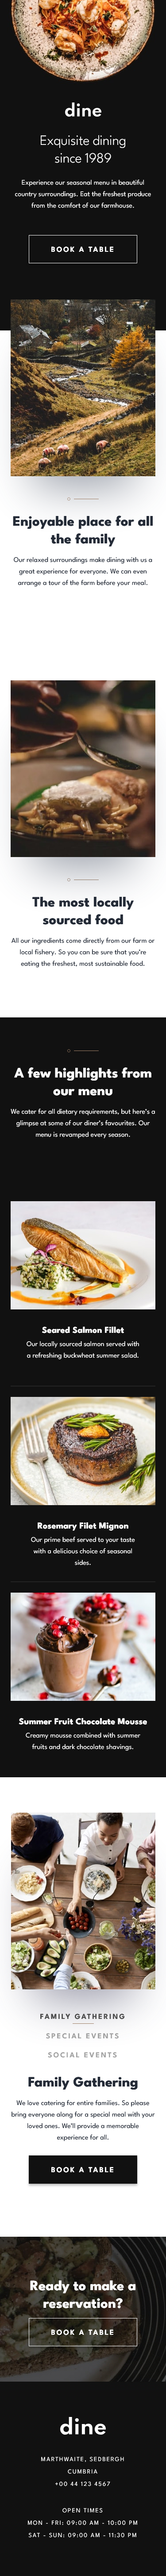 dine
Exquisite dining
since 1989
Experience our seasonal menu in beautiful
country surroundings. Eat the freshest produce
from the comfort of our farmhouse.
BOOK A TABLE
Enjoyable place for all
the family
Our relaxed surroundings make dining with us a
great experience for everyone. We can even
arrange a tour of the farm before your meal.
The most locally
sourced food
All our ingredients come directly from our farm or
local fishery. So you can be sure that you're
eating the freshest, most sustainable food.
A few highlights from
our menu
We cater for all dietary requirements, but here's a
glimpse at some of our diner's favourites. Our
menu is revamped every season.
Seared Salmon Fillet
Our locally sourced salmon served with
a refreshing buckwheat summer salad.
Rosemary Filet Mignon
Our prime beef served to your taste
with a delicious choice of seasonal
sides.
Summer Fruit Chocolate Mousse
Creamy mousse combined with summer
fruits and dark chocolate shavings.
FAMILY GATHERING
SPECIAL EVENTS
SOCIAL EVENTS
Family Gathering
We love catering for entire families. So please
bring everyone along for a special meal with your
loved ones. We'll provide a memorable
experience for all.
BOOK A TABLE
Ready to make a
reservation?
BOOK A TABLE
dine
MARTHWAITE, SEDBERGH
CUMBRIA
+00 44 123 4567
OPEN TIMES
MON - FRI: 09:00 AM - 10:00 PM
SAT - SUN: 09:00 AM - 11:30 PM